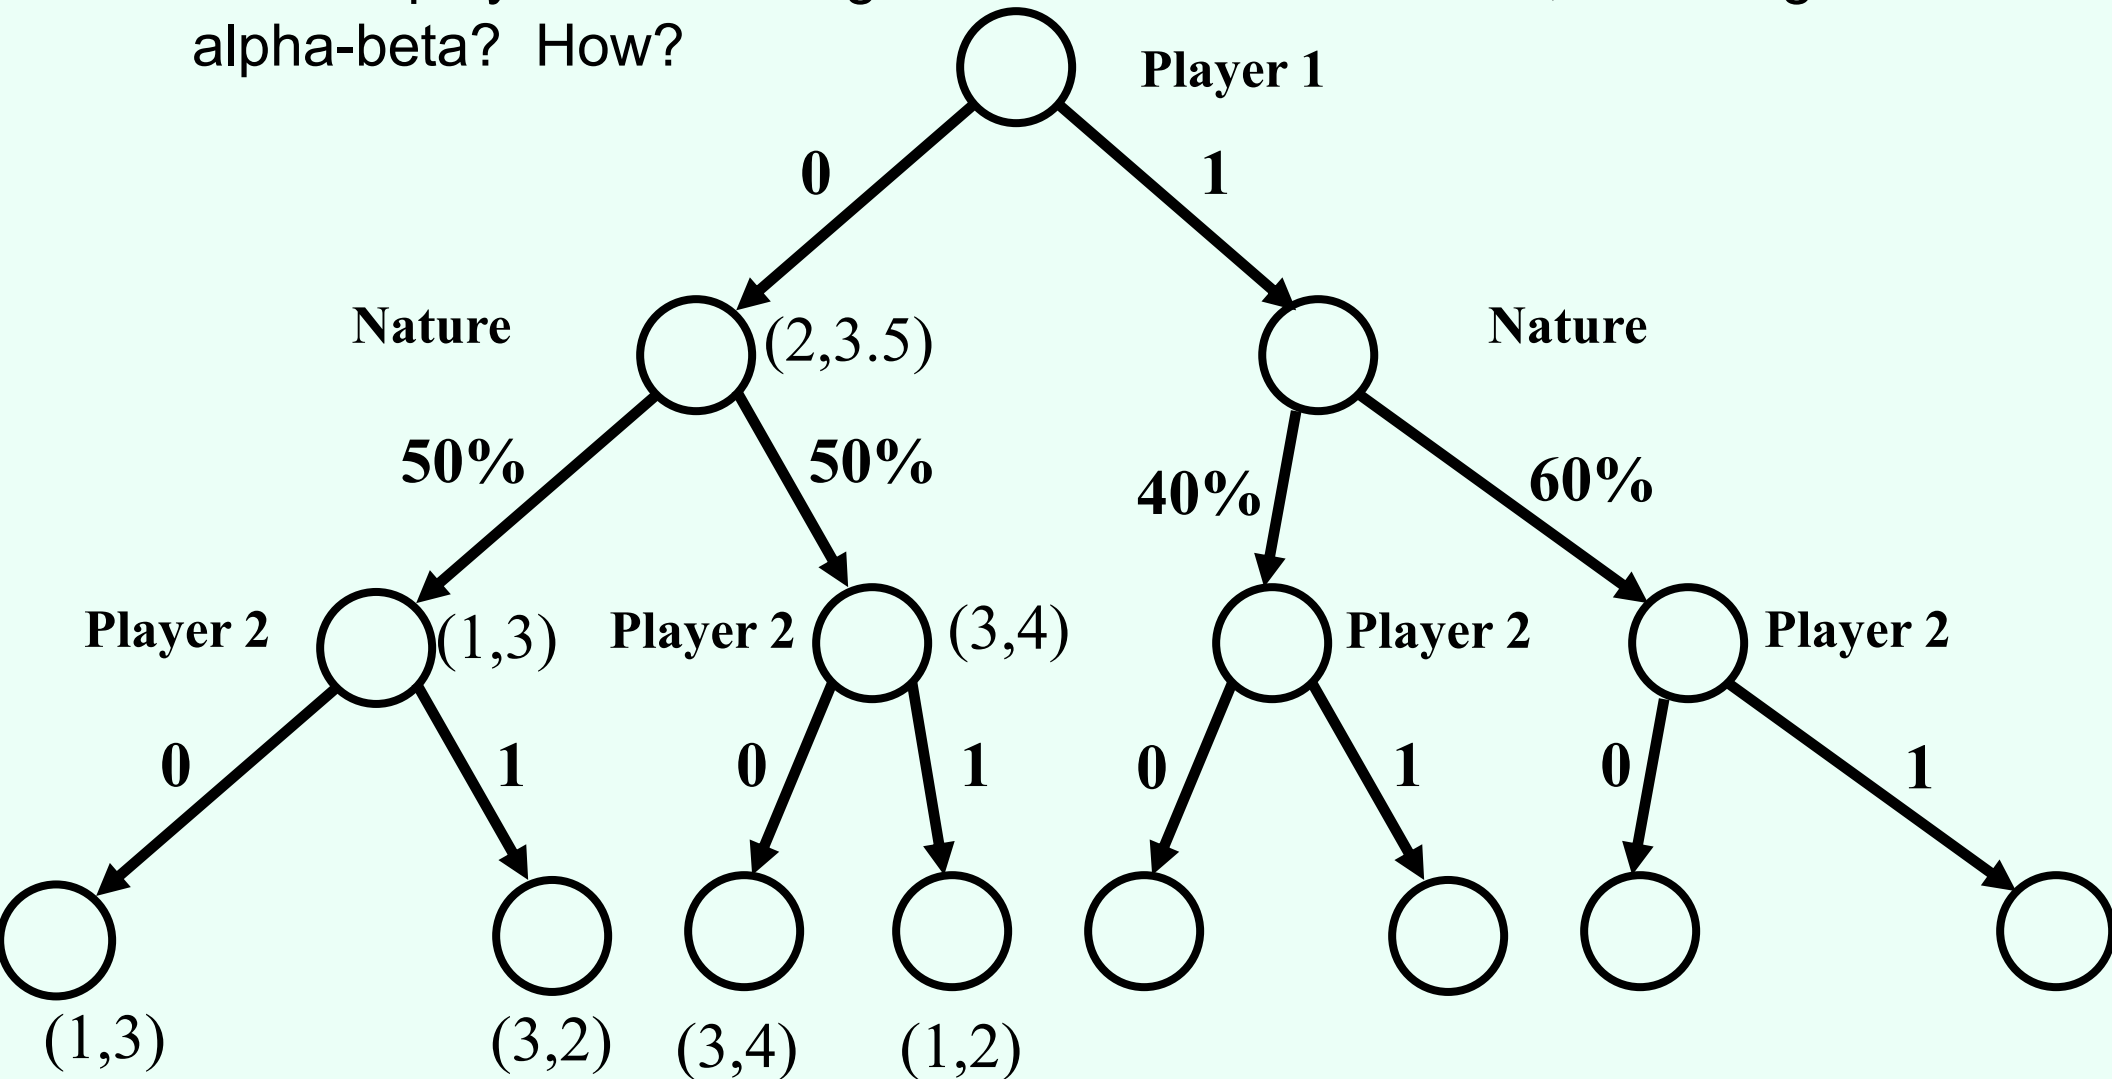 alpha-beta? How?
Player 1
0 1
Nature (2,3.5) Nature
50% 50% 40% 60%
Player 2 (1,3) Player 2 (3,4) Player 2 Player 2
0 1 0 1 0 1 0 1
(1,3) (3,2) (3,4) (1,2)